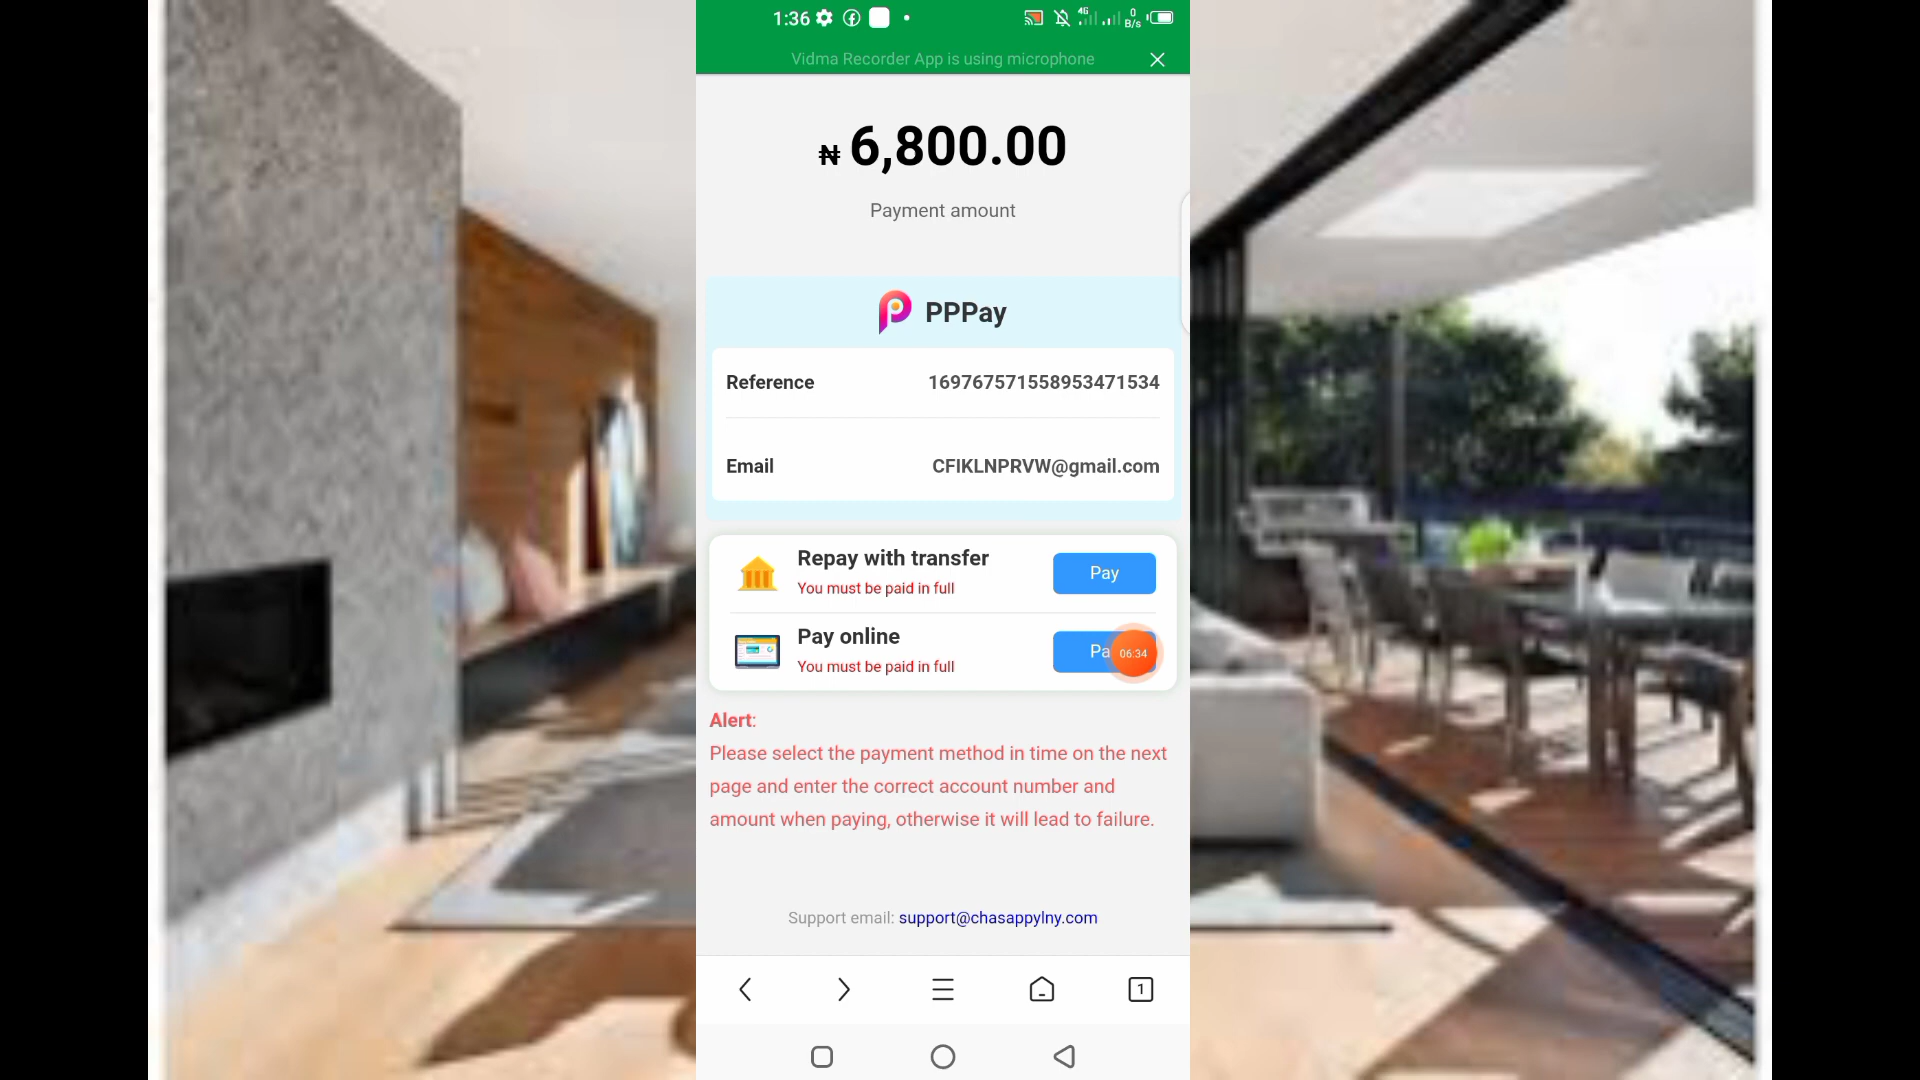 1:36
4G
0
B/s
Vidma Recorder App is using microphone
₦ 6,800.00
Payment amount
PPPay
Reference 169767571558953471534
Email CFIKLNPRVW@gmail.com
Repay with transfer
You must be paid in full
Pay
Pay online
You must be paid in full
Pa
06:34
Alert:
Please select the payment method in time on the next
page and enter the correct account number and
amount when paying, otherwise it will lead to failure.
Support email: support@chasappylny.com
1